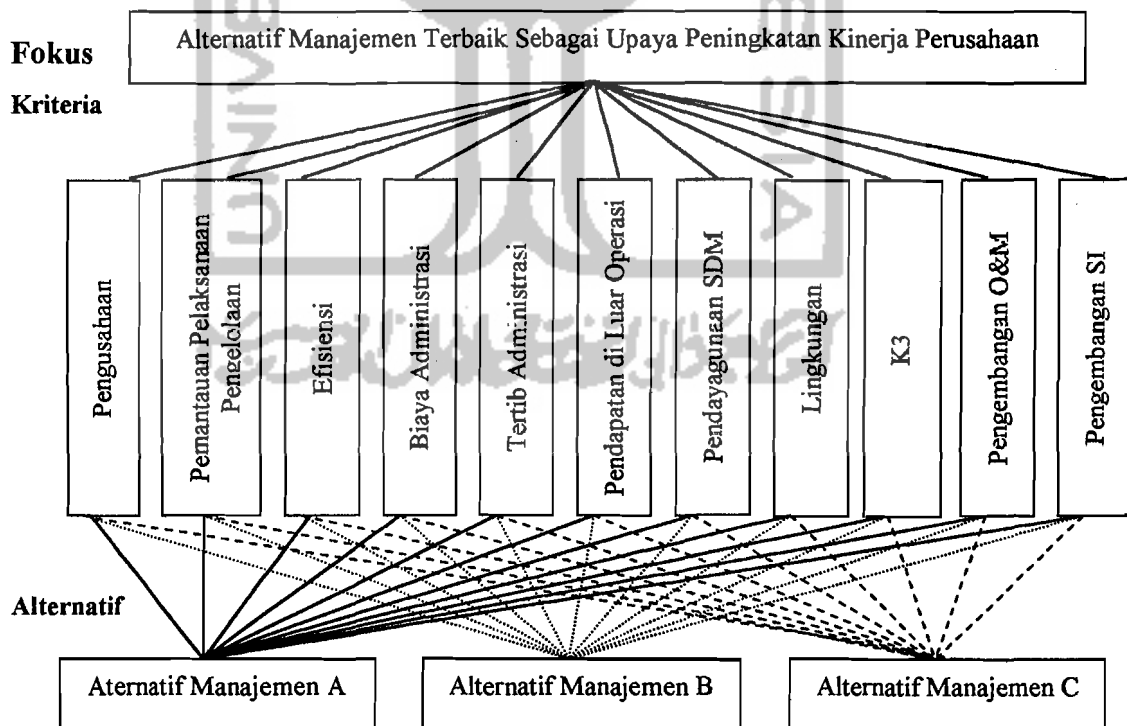 Alternatif Manajemen Terbaik Sebagai Upaya Peningkatan Kinerja Perusahaan
Fokus
Kriteria
Pengusahaan
Pemantauan Pelaksanaan
Pengelolaan
Efisiensi
Biaya Administrasi
Tertib Administrasi
Pendapatan di Luar Operasi
Pendayagunaan SDM
Lingkungan
K3
Pengembangan O&M
Pengembangan SI
Alternatif
Aternatif Manajemen A
Alternatif Manajemen B
Alternatif Manajemen C